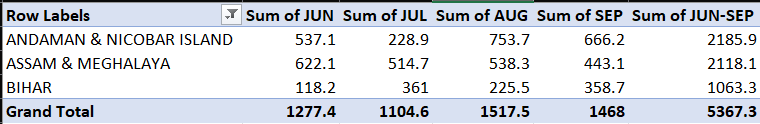 Row Labels Sum of JUN Sum of JUL Sum of AUG Sum of SEP Sum of JUN-SEP
ANDAMAN & NICOBAR ISLAND 537.1 228.9 753.7 666.2 2185.9
ASSAM & MEGHALAYA 622.1 514.7 538.3 443.1 2118.1
BIHAR 118.2 361 225.5 358.7 1063.3
Grand Total 1277.4 1104.6 1517.5 1468 5367.3